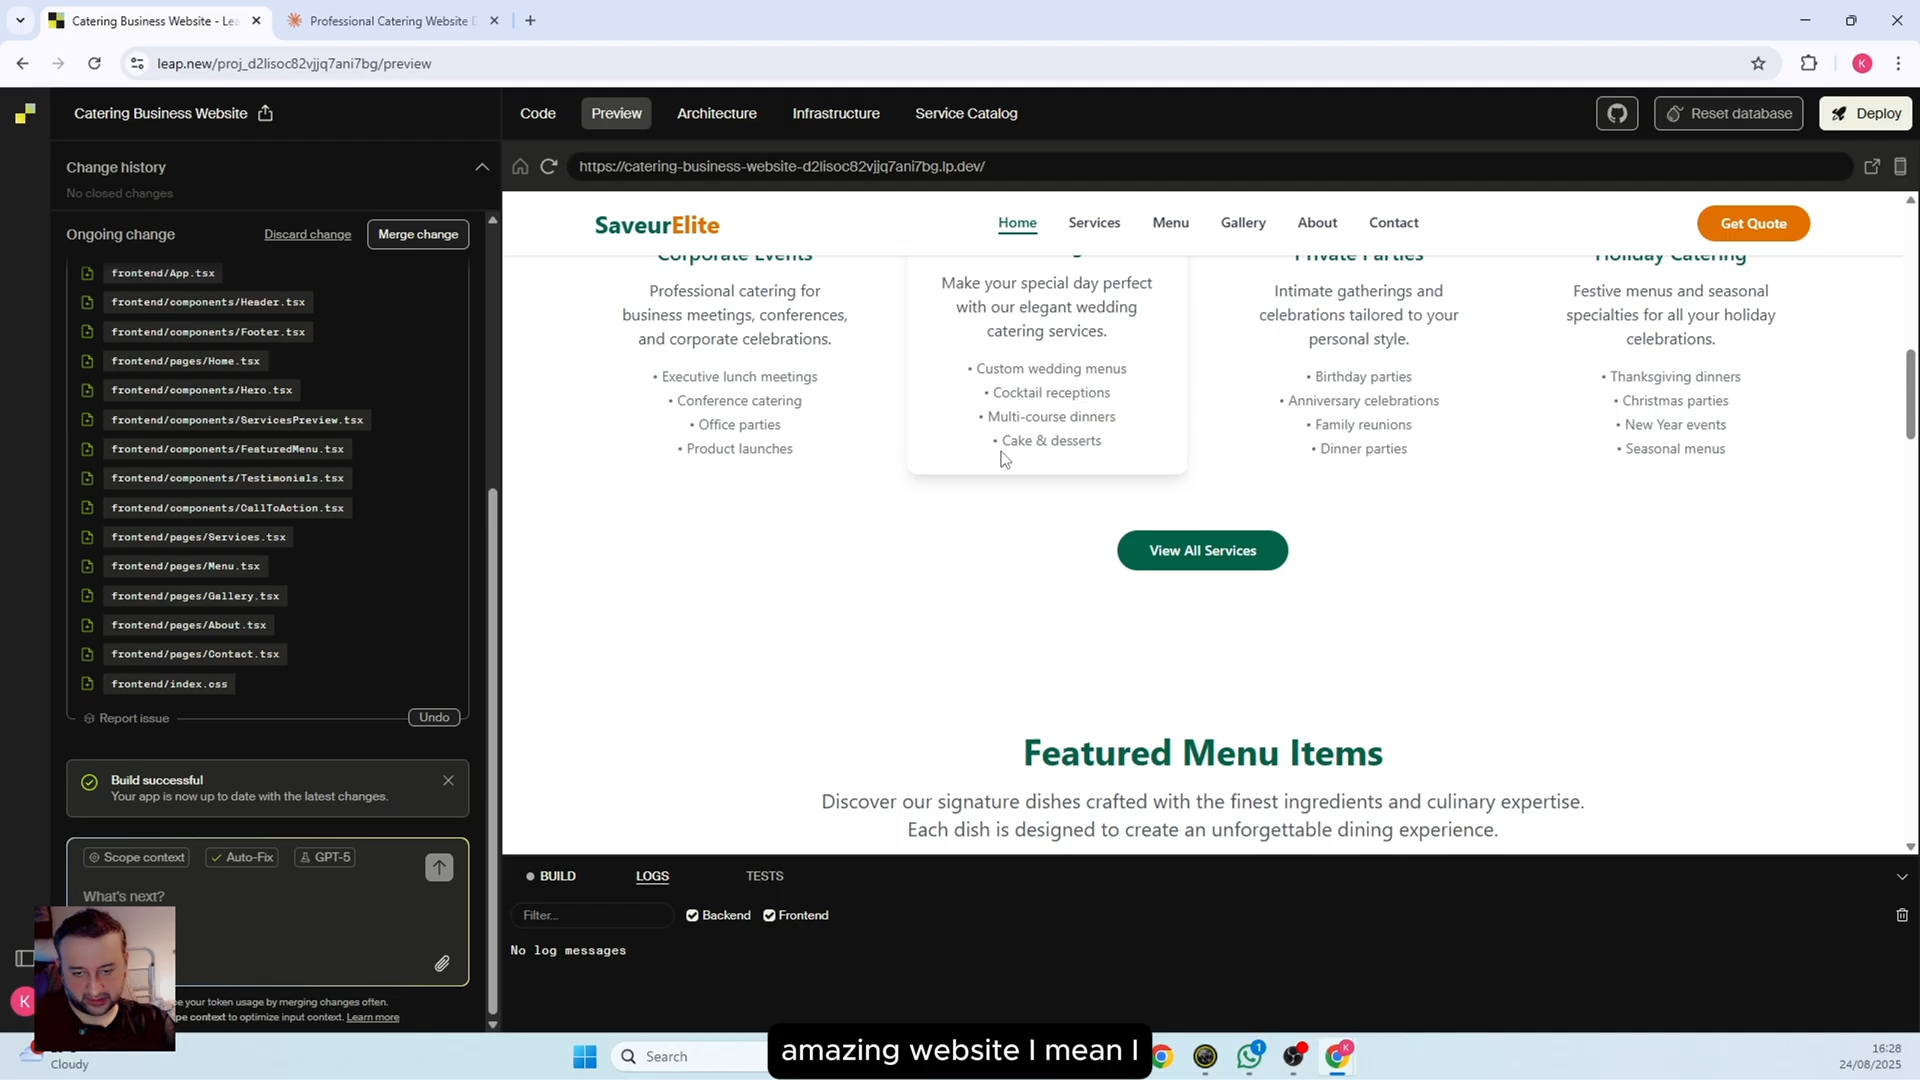 Catering Business Website - Lea
Professional Catering Website D
leap.new/proj_d2lisoc82vjjq7ani7bg/preview
K
Catering Business Website
Code
Preview
Architecture
Infrastructure
Service Catalog
Reset database
Deploy
Change history
No closed changes
https://catering-business-website-d2lisoc82vjjq7ani7bg.lp.dev/
Ongoing change
Discard change
Merge change
frontend/App.tsx
frontend/components/Header.tsx
frontend/components/Footer.tsx
frontend/pages/Home.tsx
frontend/components/Hero.tsx
frontend/components/ServicesPreview.tsx
frontend/components/FeaturedMenu.tsx
frontend/components/Testimonials.tsx
frontend/components/CallToAction.tsx
frontend/pages/Services.tsx
frontend/pages/Menu.tsx
frontend/pages/Gallery.tsx
frontend/pages/About.tsx
frontend/pages/Contact.tsx
frontend/index.css
Report issue
Undo
Build successful
Your app is now up to date with the latest changes.
Scope context
Auto-Fix
GPT-5
What's next?
K
e your token usage by merging changes often.
pe context to optimize input context. Learn more
SaveurElite
Home
Services
Menu
Gallery
About
Contact
Get Quote
Corporate Events
Professional catering for
business meetings, conferences,
and corporate celebrations.
• Executive lunch meetings
• Conference catering
• Office parties
• Product launches
Make your special day perfect
with our elegant wedding
catering services.
• Custom wedding menus
• Cocktail receptions
• Multi-course dinners
• Cake & desserts
Private Parties
Intimate gatherings and
celebrations tailored to your
personal style.
• Birthday parties
• Anniversary celebrations
• Family reunions
• Dinner parties
Holiday Catering
Festive menus and seasonal
specialties for all your holiday
celebrations.
• Thanksgiving dinners
• Christmas parties
• New Year events
• Seasonal menus
View All Services
Featured Menu Items
Discover our signature dishes crafted with the finest ingredients and culinary expertise.
Each dish is designed to create an unforgettable dining experience.
BUILD
LOGS
TESTS
Filter...
Backend
Frontend
No log messages
Cloudy
Search
amazing website I mean I
1
K
16:28
24/08/2025